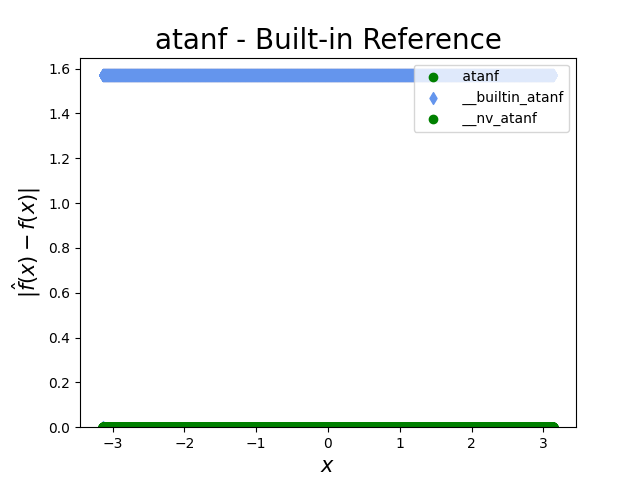 atanf - Built-in Reference
1.6
1.4
1.2
1.0
0.8
0.6
0.4
0.2
0.0
|f̂(x) − f(x)|
atanf
__builtin_atanf
__nv_atanf
−3
−2
−1
0
1
2
3
x